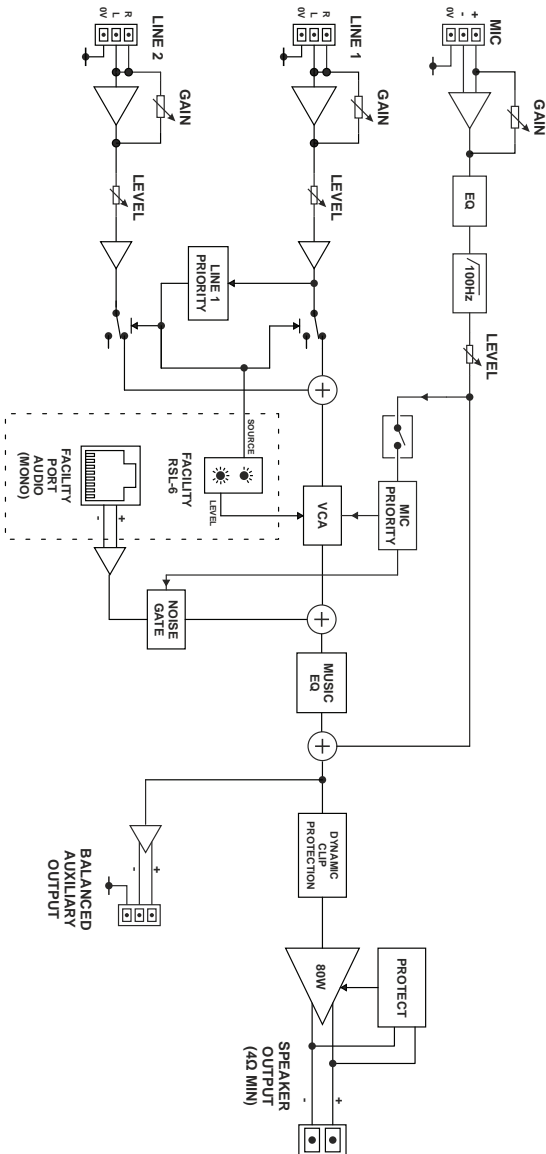 MIC
+
-
0V
GAIN
EQ
100Hz
LEVEL
MIC
PRIORITY
LINE 1
R
L
0V
GAIN
LEVEL
LINE 1
PRIORITY
VCA
MUSIC
EQ
DYNAMIC
CLIP
PROTECTION
80W
PROTECT
SPEAKER
OUTPUT
(4Ω MIN)
+
-
LINE 2
R
L
0V
GAIN
LEVEL
SOURCE
LEVEL
FACILITY
RSL-6
FACILITY
PORT
AUDIO
(MONO)
+
-
NOISE
GATE
+
-
BALANCED
AUXILIARY
OUTPUT